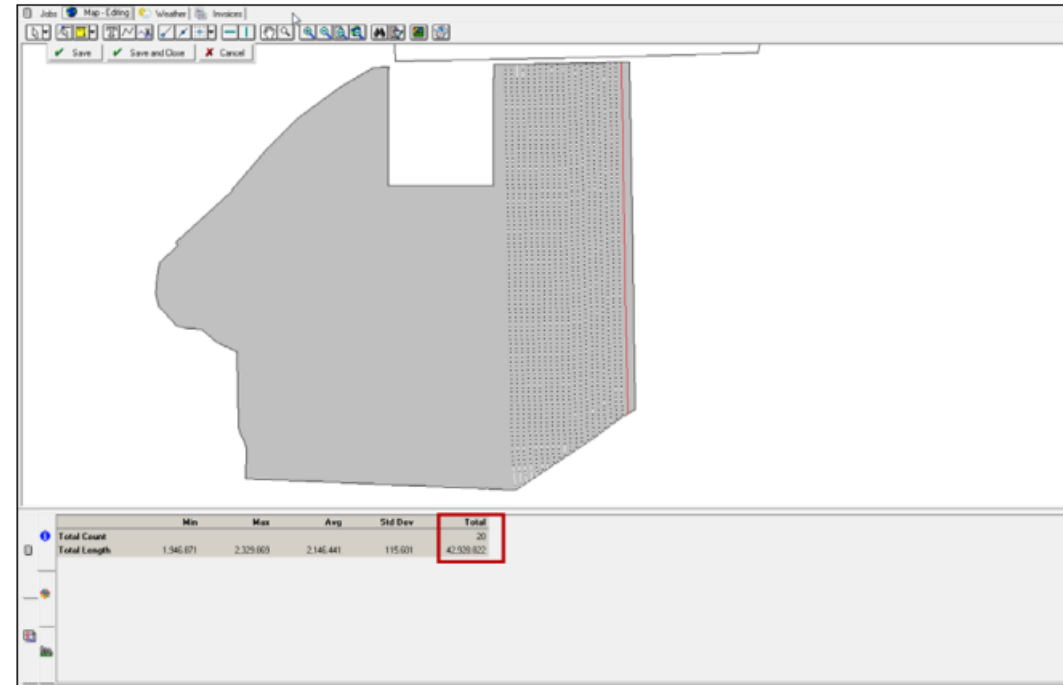 Jobs Map - Editing Weather Invoices
Save Save and Close Cancel
Min Max Avg Std Dev Total
Total Count 20
Total Length 1,946.871 2,329.869 2,146.441 115.601 42,928.822